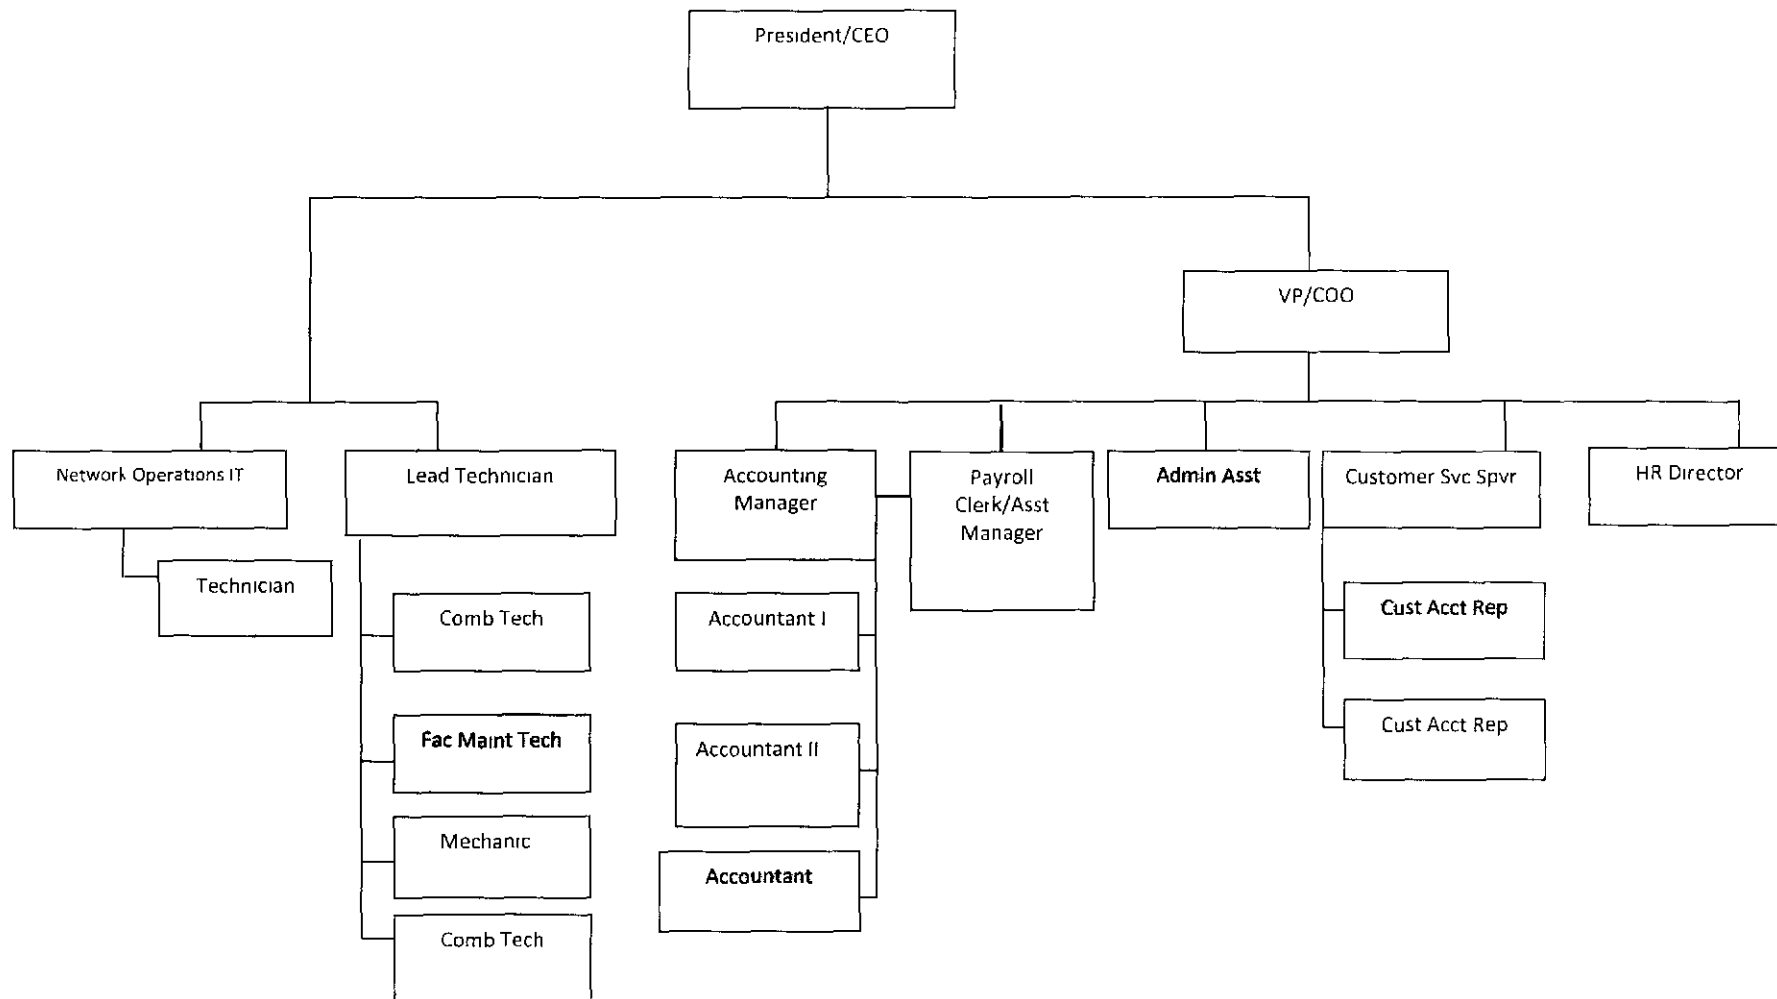 President/CEO
VP/COO
Network Operations IT
Lead Technician
Accounting
Manager
Payroll
Clerk/Asst
Manager
Admin Asst
Customer Svc Spvr
HR Director
Technician
Comb Tech
Fac Maint Tech
Mechanic
Comb Tech
Accountant I
Accountant II
Accountant
Cust Acct Rep
Cust Acct Rep